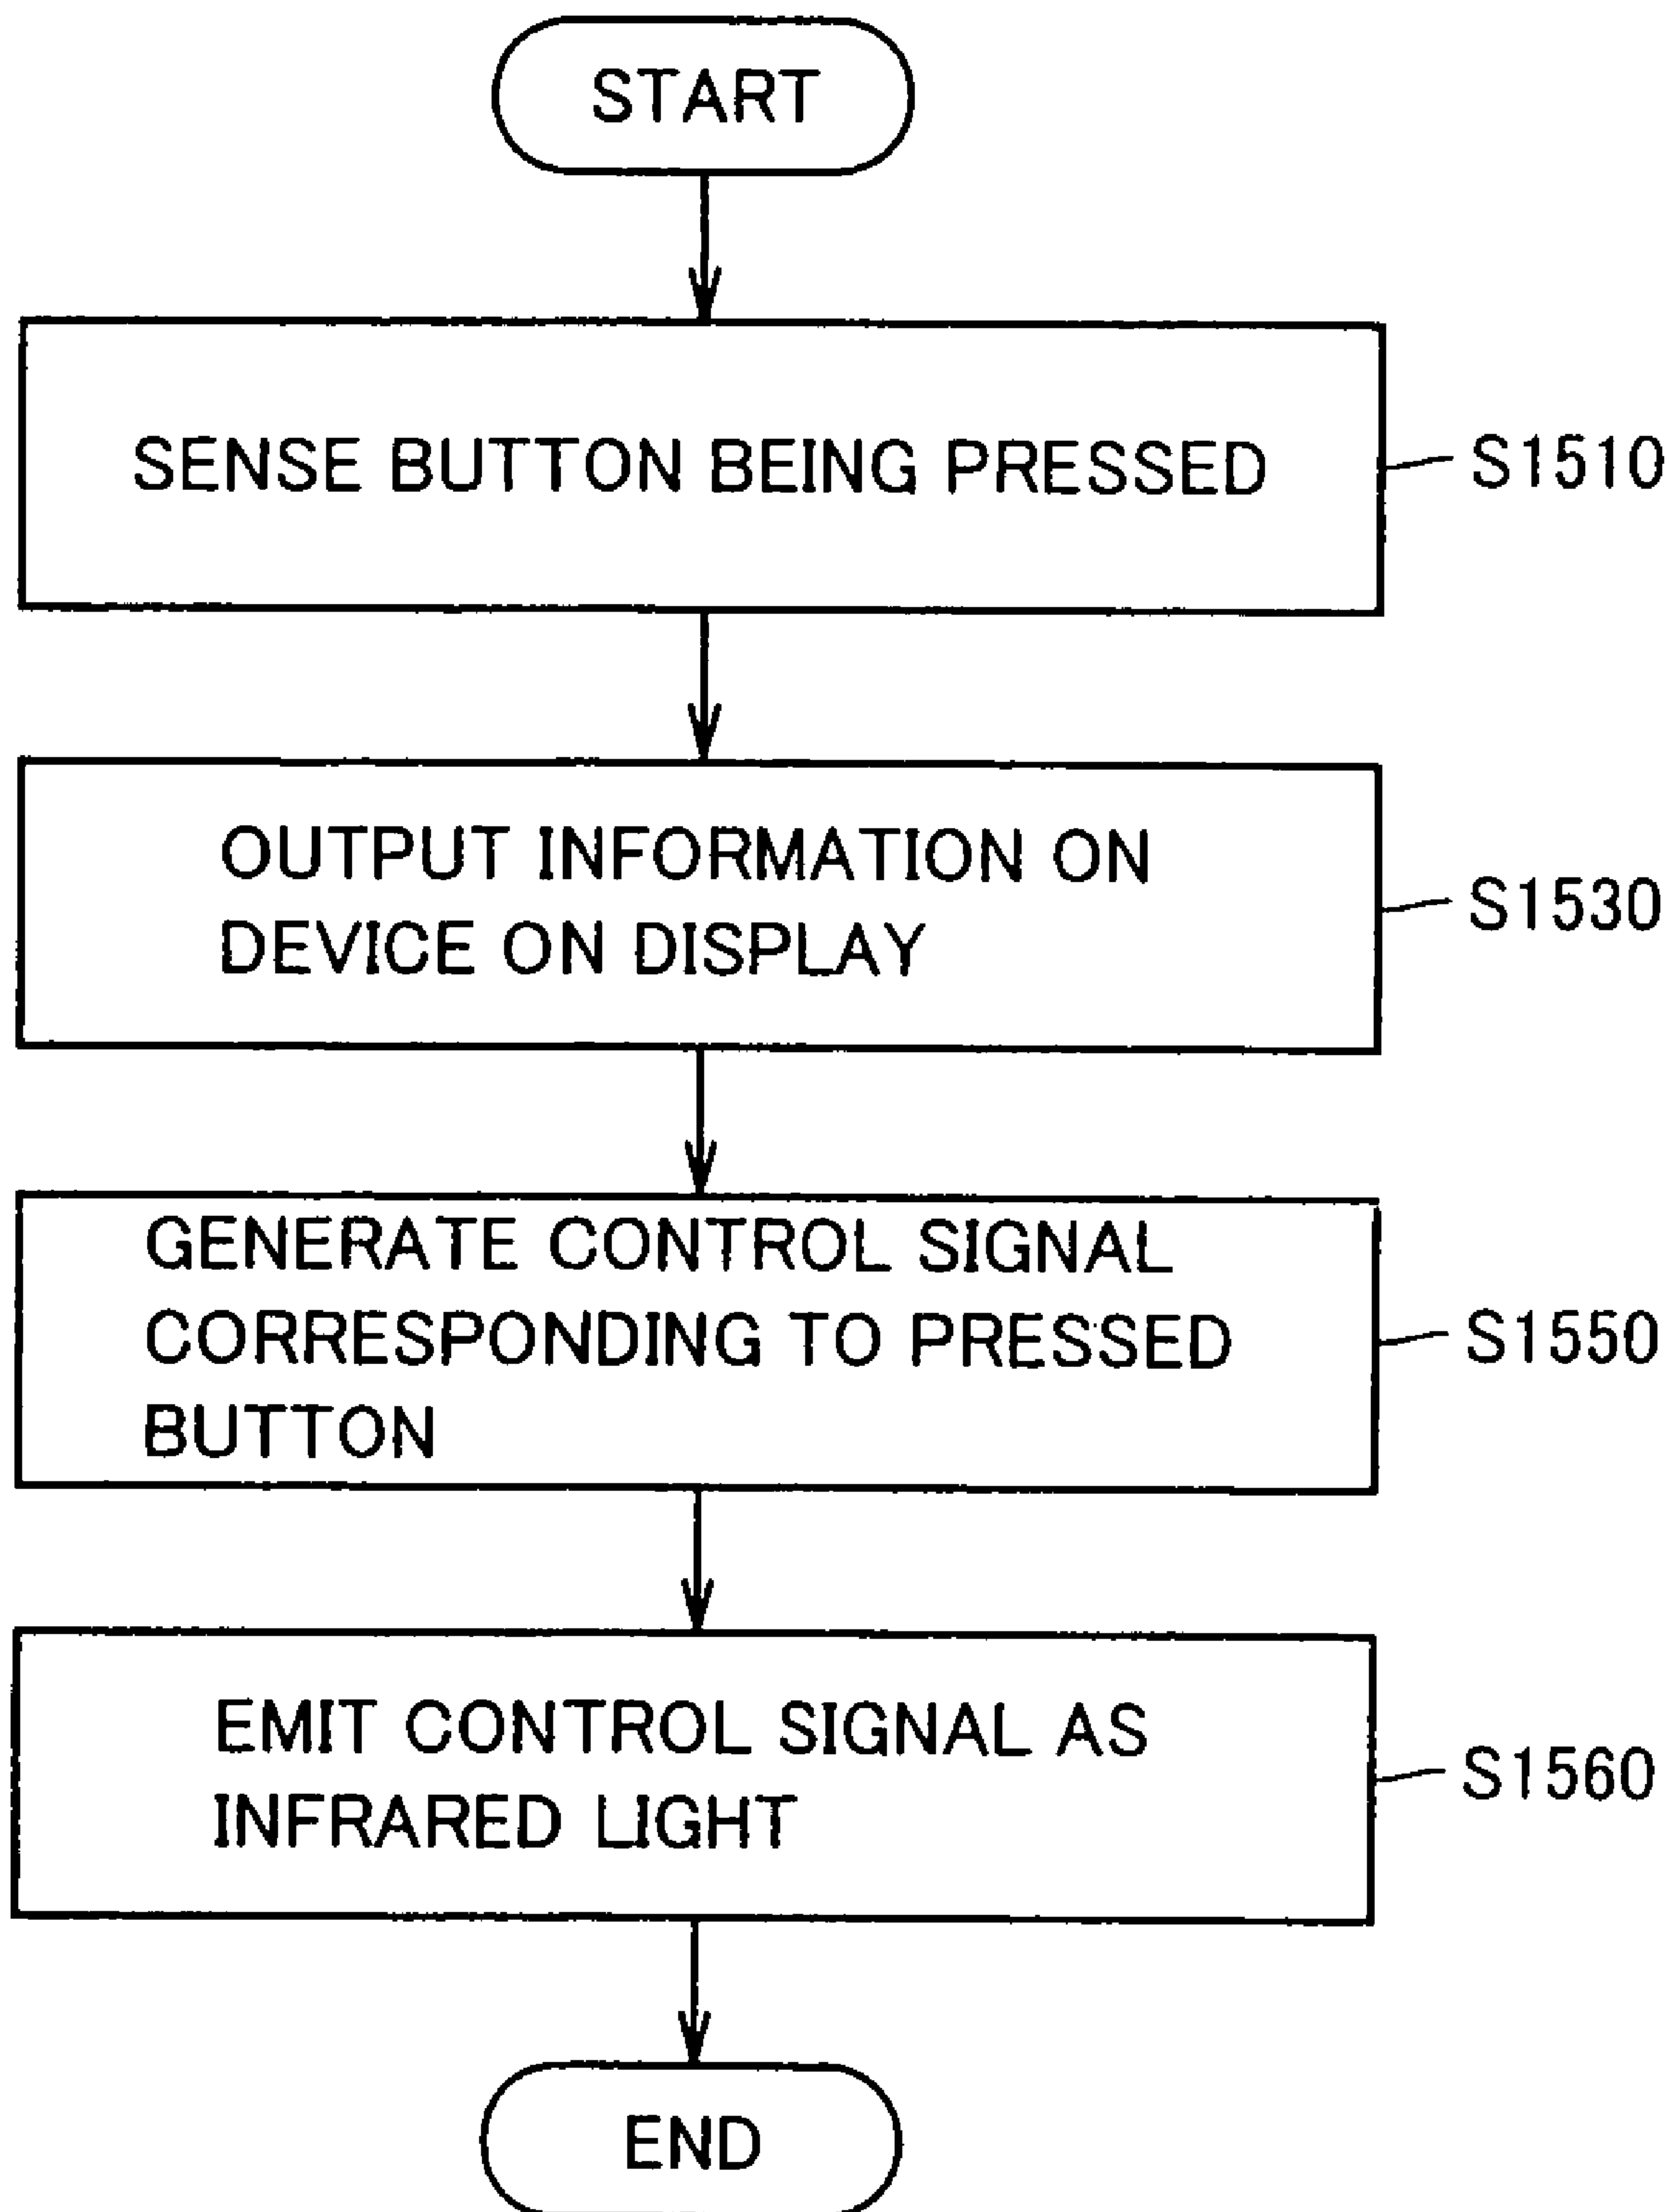 START
SENSE BUTTON BEING PRESSED
S1510
OUTPUT INFORMATION ON
DEVICE ON DISPLAY
S1530
GENERATE CONTROL SIGNAL
CORRESPONDING TO PRESSED
BUTTON
S1550
EMIT CONTROL SIGNAL AS
INFRARED LIGHT
S1560
END